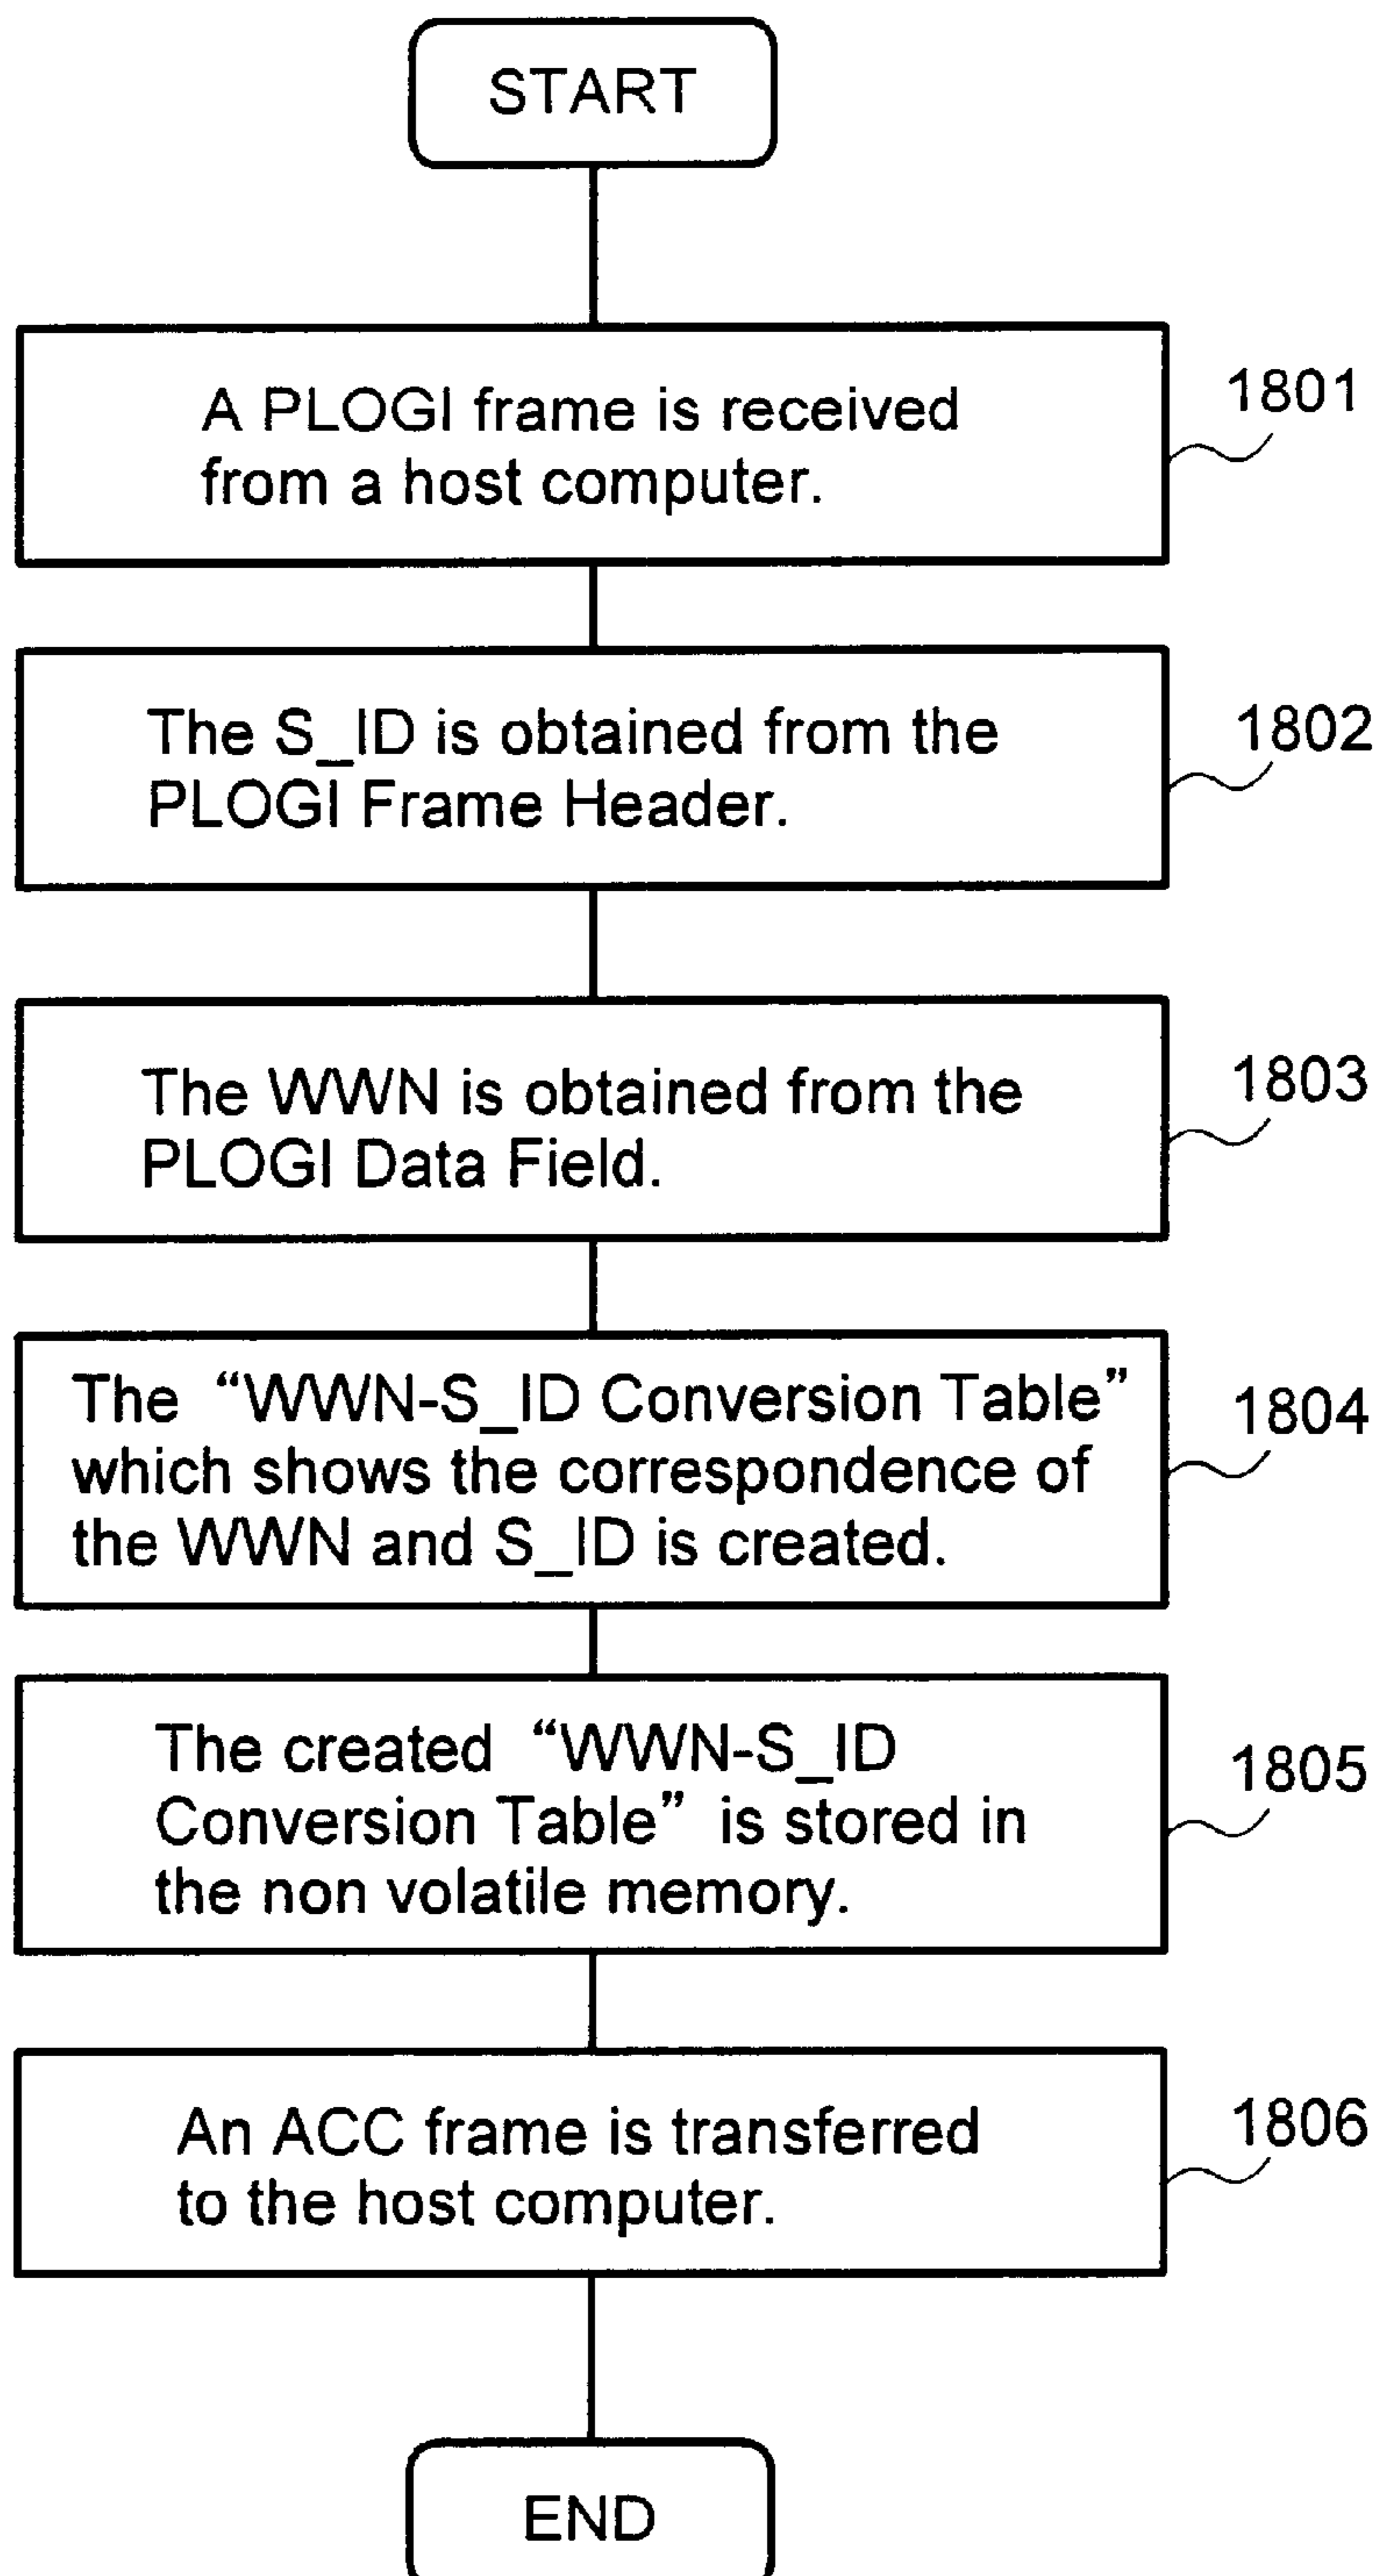 START
A PLOGI frame is received
from a host computer.
1801
The S_ID is obtained from the
PLOGI Frame Header.
1802
The WWN is obtained from the
PLOGI Data Field.
1803
The “WWN-S_ID Conversion Table”
which shows the correspondence of
the WWN and S_ID is created.
1804
The created “WWN-S_ID
Conversion Table” is stored in
the non volatile memory.
1805
An ACC frame is transferred
to the host computer.
1806
END